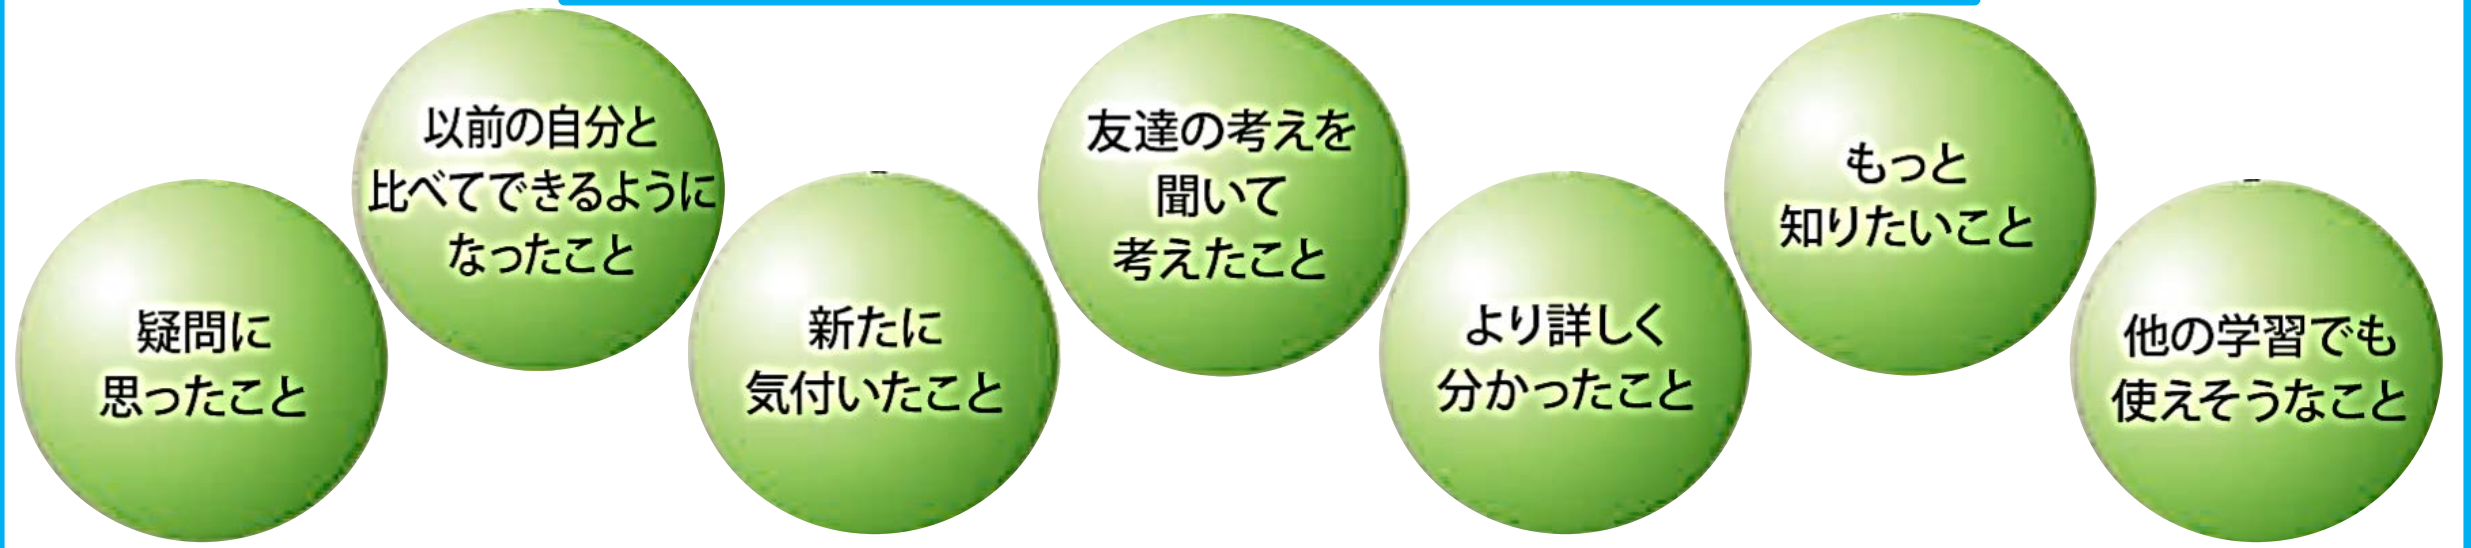 疑問に
思ったこと
以前の自分と
比べてできるように
なったこと
新たに
気付いたこと
友達の考えを
聞いて
考えたこと
より詳しく
分かったこと
もっと
知りたいこと
他の学習でも
使えそうなこと